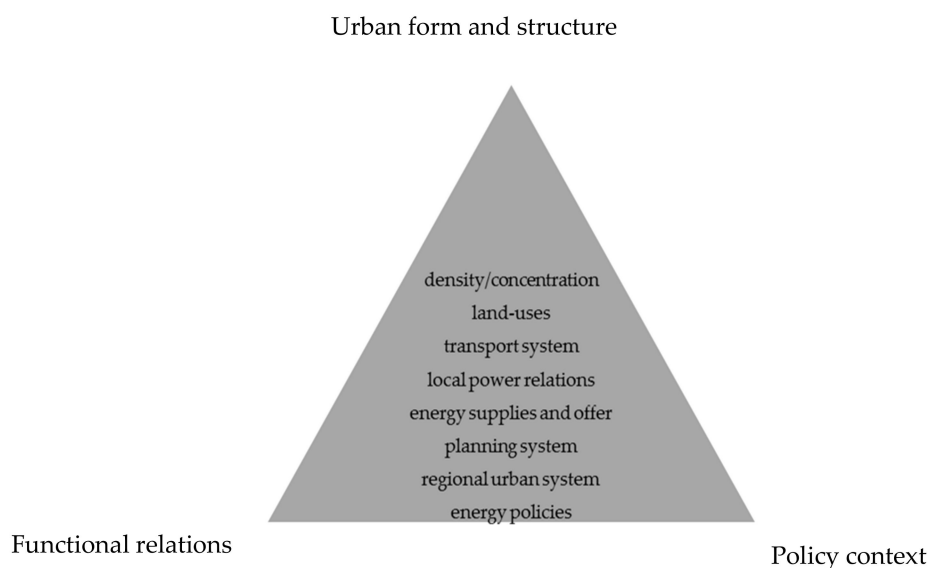 Urban form and structure
density/concentration
land-uses
transport system
local power relations
energy supplies and offer
planning system
regional urban system
energy policies
Functional relations
Policy context